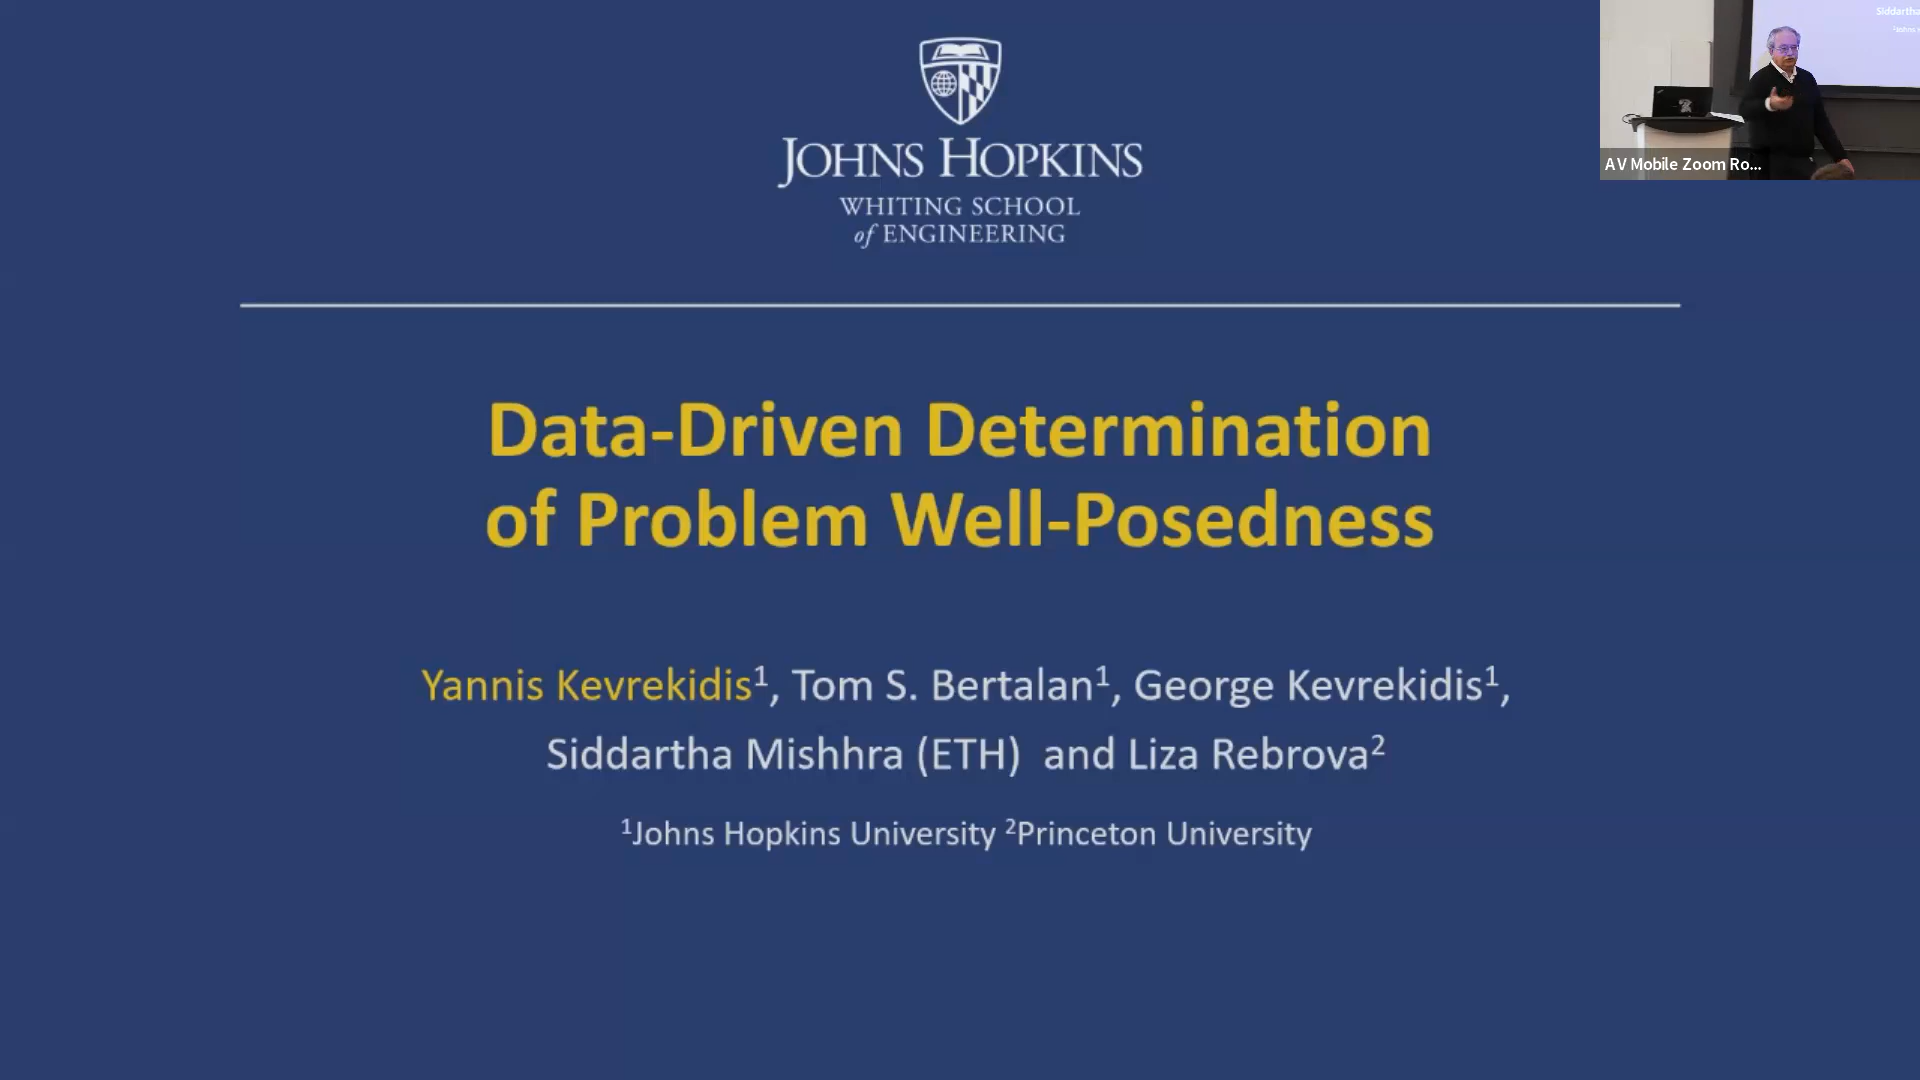 JOHNS HOPKINS
WHITING SCHOOL
of ENGINEERING
Data-Driven Determination
of Problem Well-Posedness
Yannis Kevrekidis¹, Tom S. Bertalan¹, George Kevrekidis¹,
Siddartha Mishhra (ETH) and Liza Rebrova²
¹Johns Hopkins University ²Princeton University
Siddartha
AV Mobile Zoom Ro...